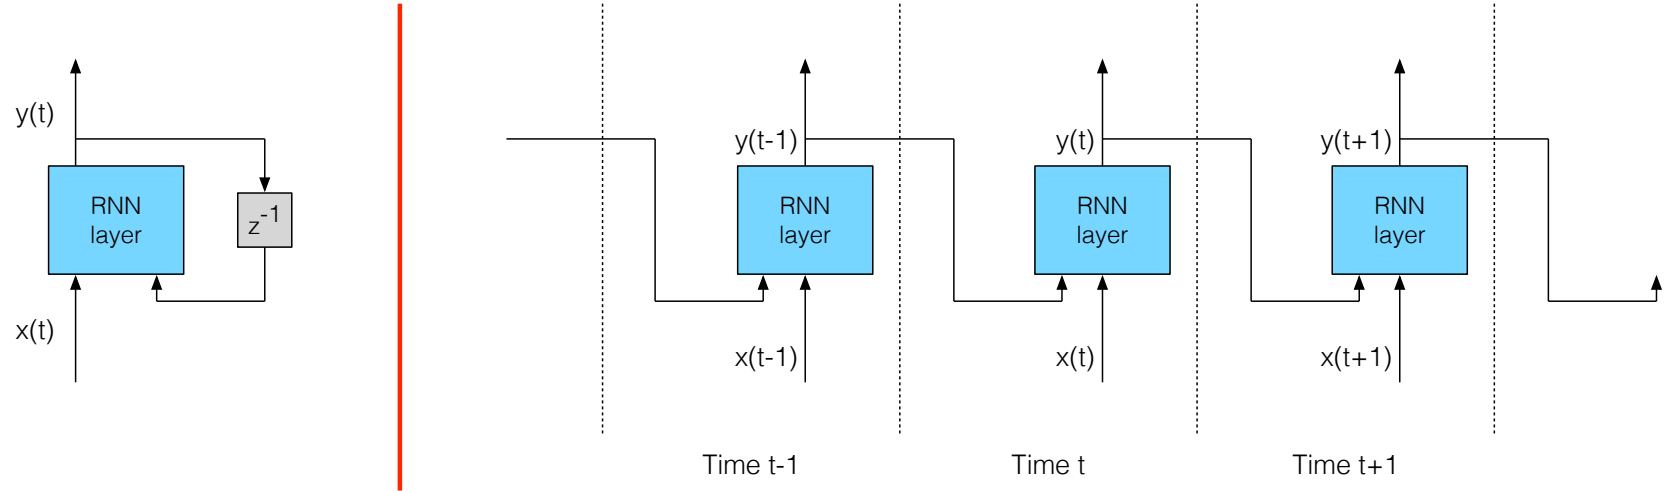 y(t)
RNN
layer
z-1
x(t)
y(t-1)
y(t)
y(t+1)
RNN
layer
RNN
layer
RNN
layer
x(t-1)
x(t)
x(t+1)
Time t-1
Time t
Time t+1